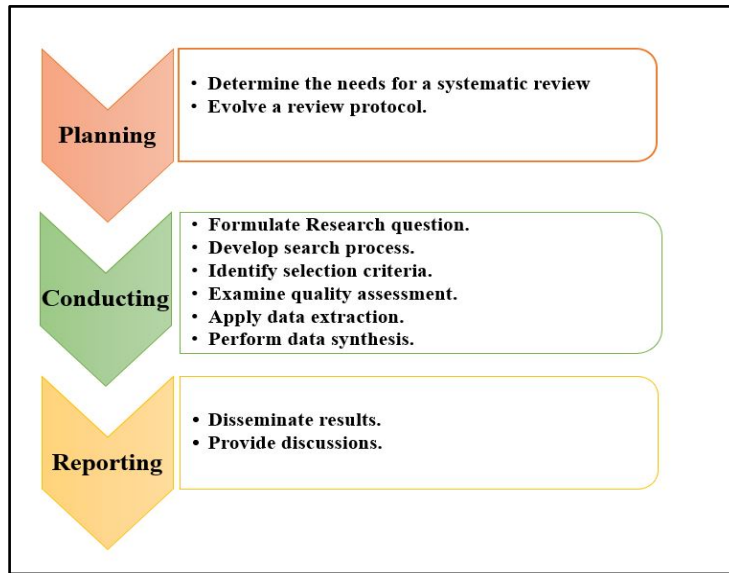 Planning
• Determine the needs for a systematic review
• Evolve a review protocol.
Conducting
• Formulate Research question.
• Develop search process.
• Identify selection criteria.
• Examine quality assessment.
• Apply data extraction.
• Perform data synthesis.
Reporting
• Disseminate results.
• Provide discussions.